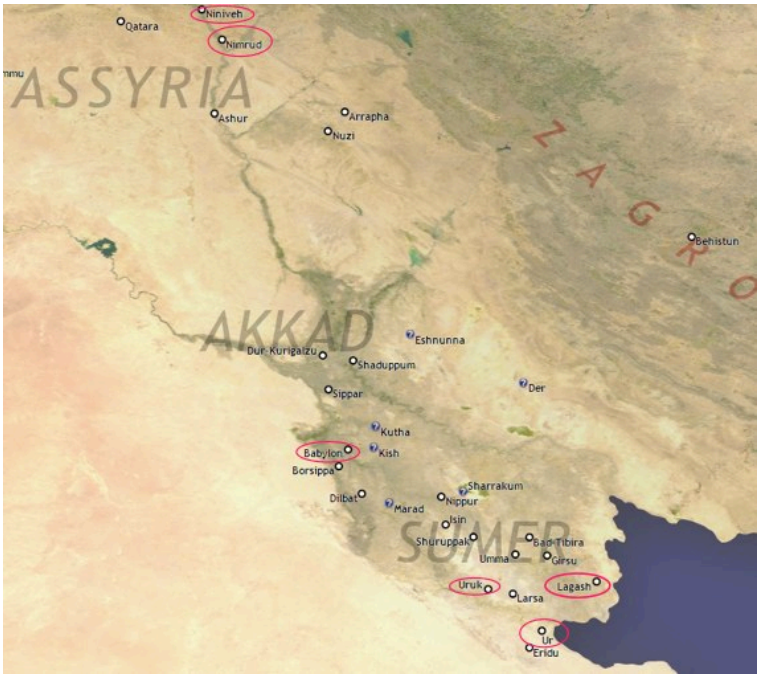 Niniveh
Qatara
Nimrud
mmu
ASSYRIA
Ashur
Arrapha
Nuzi
ZAGRO
Behistun
AKKAD
Eshnunna
Dur-Kurigalzu
Shaduppum
Der
Sippar
Kutha
Babylon
Kish
Borsippa
Sharrakum
Dilbat
Nippur
Marad
Isin
SUMER
Shuruppak
Bad-Tibira
Umma
Girsu
Uruk
Lagash
Larsa
Ur
Eridu